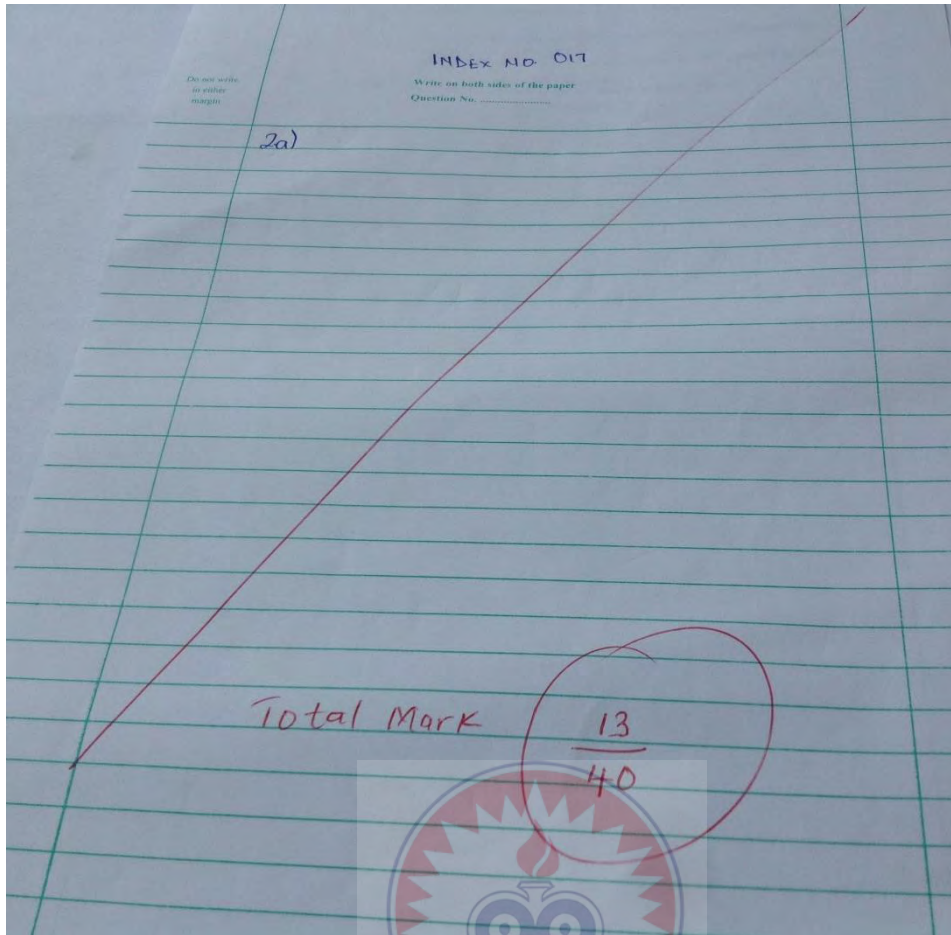 INDEX NO. 017
Do not write
in either
margin
Write on both sides of the paper
Question No. ........................
2a)
Total Mark
13
40